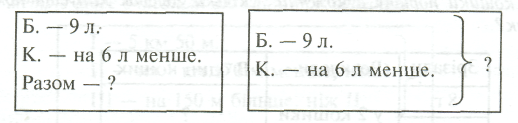 Б. — 9 л.
К. — на 6 л менше.
Разом — ?
Б. — 9 л.
К. — на 6 л менше.
?